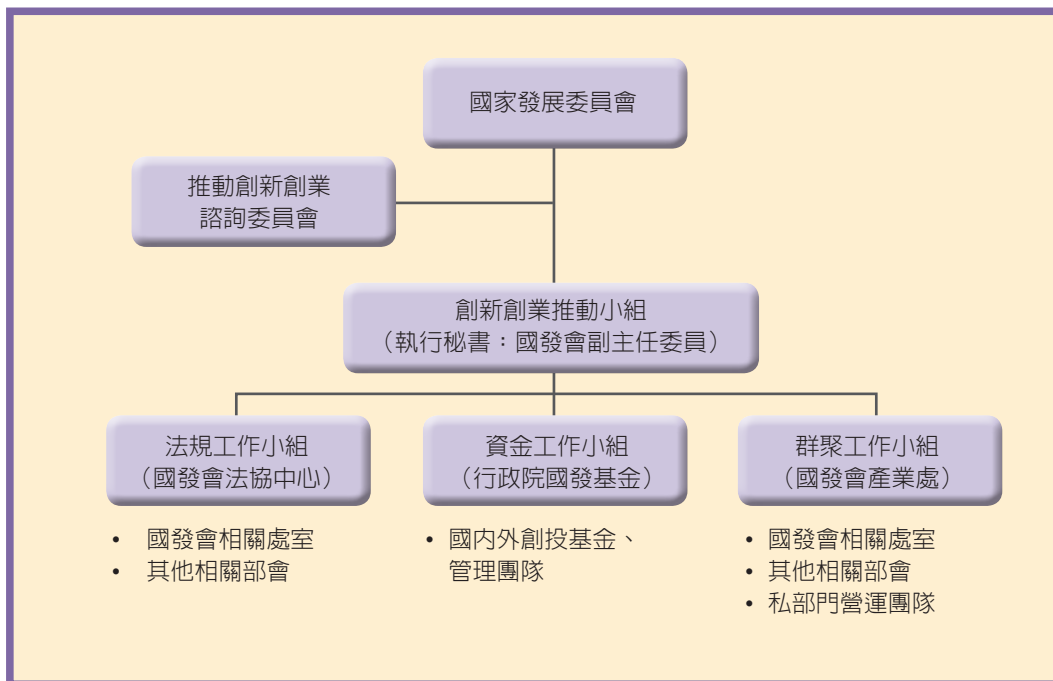 國家發展委員會
推動創新創業
諮詢委員會
創新創業推動小組
（執行秘書：國發會副主任委員）
法規工作小組
（國發會法協中心）
• 國發會相關處室
• 其他相關部會
資金工作小組
（行政院國發基金）
• 國內外創投基金、
管理團隊
群聚工作小組
（國發會產業處）
• 國發會相關處室
• 其他相關部會
• 私部門營運團隊